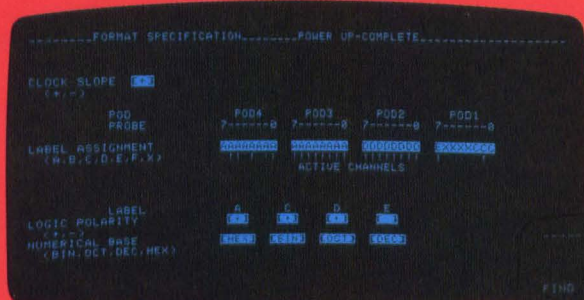 --------FORMAT SPECIFICATION--------POWER UP-COMPLETE--------------------
CLOCK SLOPE [+]
(+,-)
POD POD4 POD3 POD2 POD1
PROBE 7------0 7------0 7------0 7------0
LABEL ASSIGNMENT AAAAAAAA AAAAAAAA DDDDDDDD EXXXXCCC
(A,B,C,D,E,F,X)
ACTIVE CHANNELS
LABEL A C D E
LOGIC POLARITY [+] [+] [+]
(+,-)
NUMERICAL BASE [HEX] [BIN] [OCT] [DEC]
(BIN,OCT,DEC,HEX)
FIND